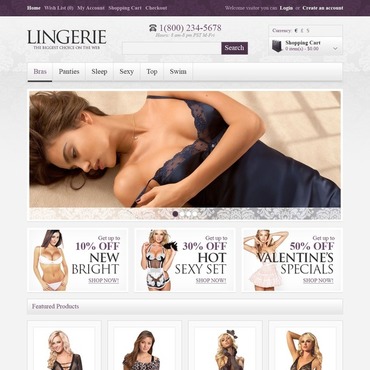 Home Wish List (0) My Account Shopping Cart Checkout
Welcome visitor you can Login or Create an account
LINGERIE
THE BIGGEST CHOICE ON THE WEB
1(800) 234-5678
Hours: 6 am-5 pm PST M-Fri
Search
Currency: € £ $
Shopping Cart
0 item(s) - $0.00
Bras Panties Sleep Sexy Top Swim
Get up to
10% OFF
NEW
BRIGHT
SHOP NOW!
Get up to
30% OFF
HOT
SEXY SET
SHOP NOW!
Get up to
50% OFF
VALENTINE'S
SPECIALS
SHOP NOW!
Featured Products